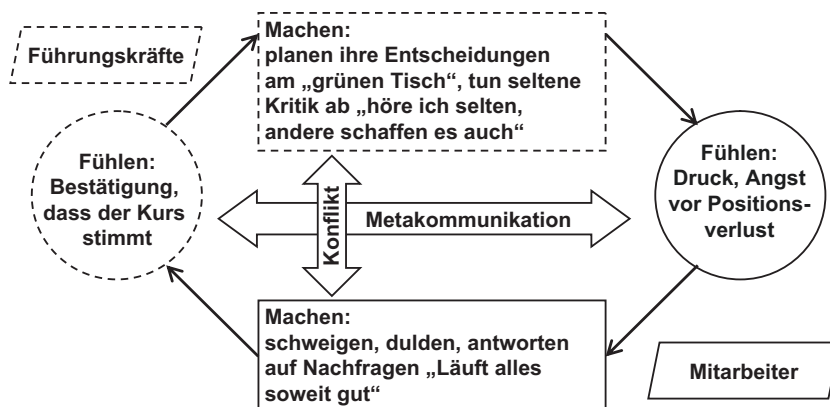 Führungskräfte
Machen:
planen ihre Entscheidungen
am „grünen Tisch“, tun seltene
Kritik ab „höre ich selten,
andere schaffen es auch“
Fühlen:
Bestätigung,
dass der Kurs
stimmt
Konflikt
Metakommunikation
Fühlen:
Druck, Angst
vor Positions-
verlust
Machen:
schweigen, dulden, antworten
auf Nachfragen „Läuft alles
soweit gut“
Mitarbeiter